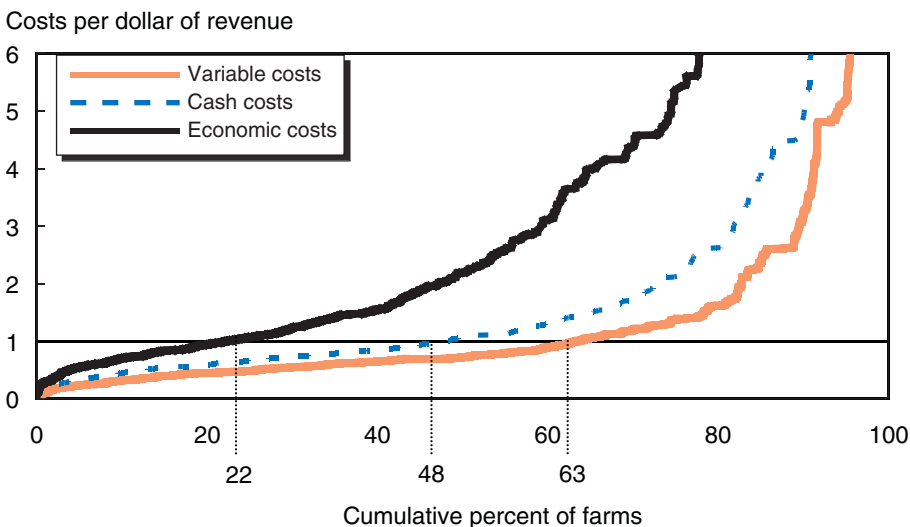 Costs per dollar of revenue
6
Variable costs
Cash costs
Economic costs
5
4
3
2
1
0
0 20 40 60 80 100
22 48 63
Cumulative percent of farms